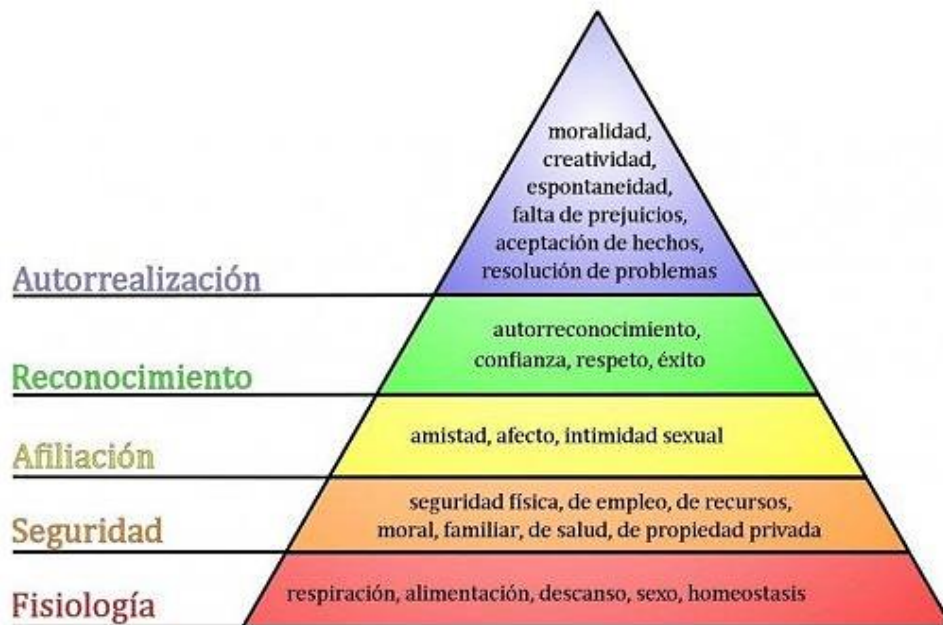 moralidad,
creatividad,
espontaneidad,
falta de prejuicios,
aceptación de hechos,
resolución de problemas
Autorrealización
autorreconocimiento,
confianza, respeto, éxito
Reconocimiento
amistad, afecto, intimidad sexual
Afiliación
seguridad física, de empleo, de recursos,
moral, familiar, de salud, de propiedad privada
Seguridad
respiración, alimentación, descanso, sexo, homeostasis
Fisiología